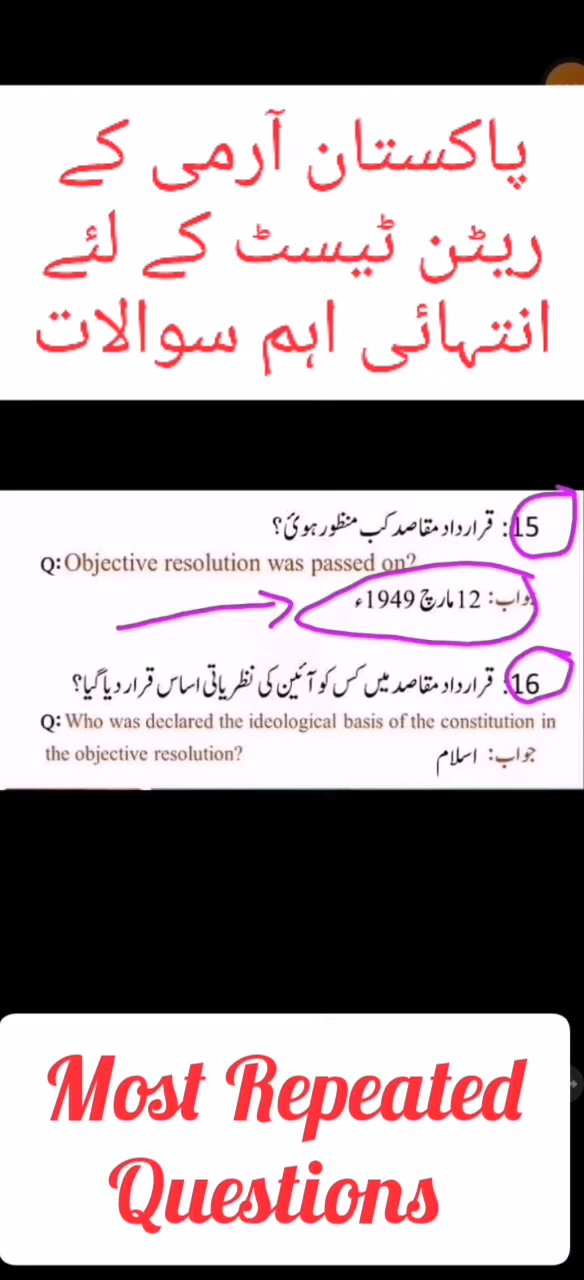 پاکستان آرمی کے
ریٹن ٹیسٹ کے لئے
انتہائی اہم سوالات
15: قرارداد مقاصد کب منظور ہوئ؟
Q: Objective resolution was passed on?
جواب: 12 مارچ 1949ء
16: قرارداد مقاصد میں کس کو آئین کی نظریاتی اساس قرار دیا گیا؟
Q: Who was declared the ideological basis of the constitution in
the objective resolution?
جواب: اسلام
Most Repeated
Questions